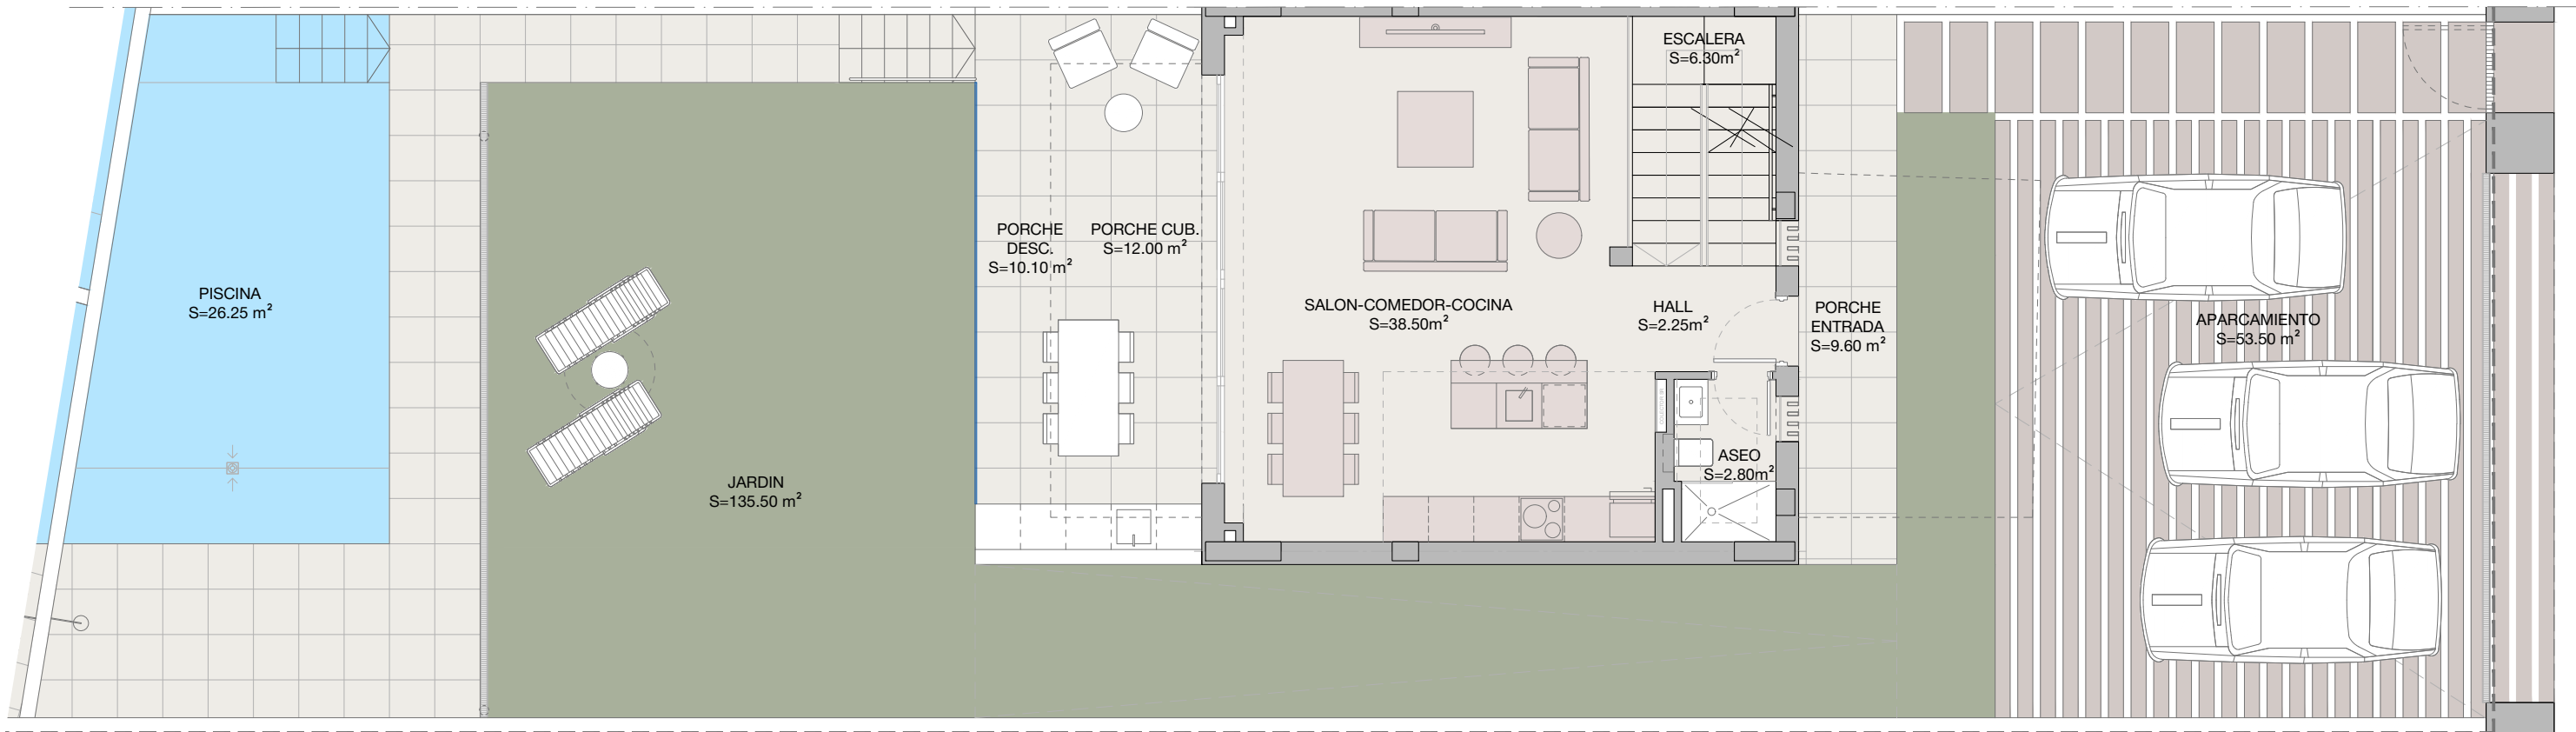 ESCALERA
S=6.30m²
PORCHE
DESC.
S=10.10 m²
PORCHE CUB.
S=12.00 m²
PISCINA
S=26.25 m²
SALON-COMEDOR-COCINA
S=38.50m²
HALL
S=2.25m²
PORCHE
ENTRADA
S=9.60 m²
APARCAMIENTO
S=53.50 m²
ASEO
S=2.80m²
JARDIN
S=135.50 m²